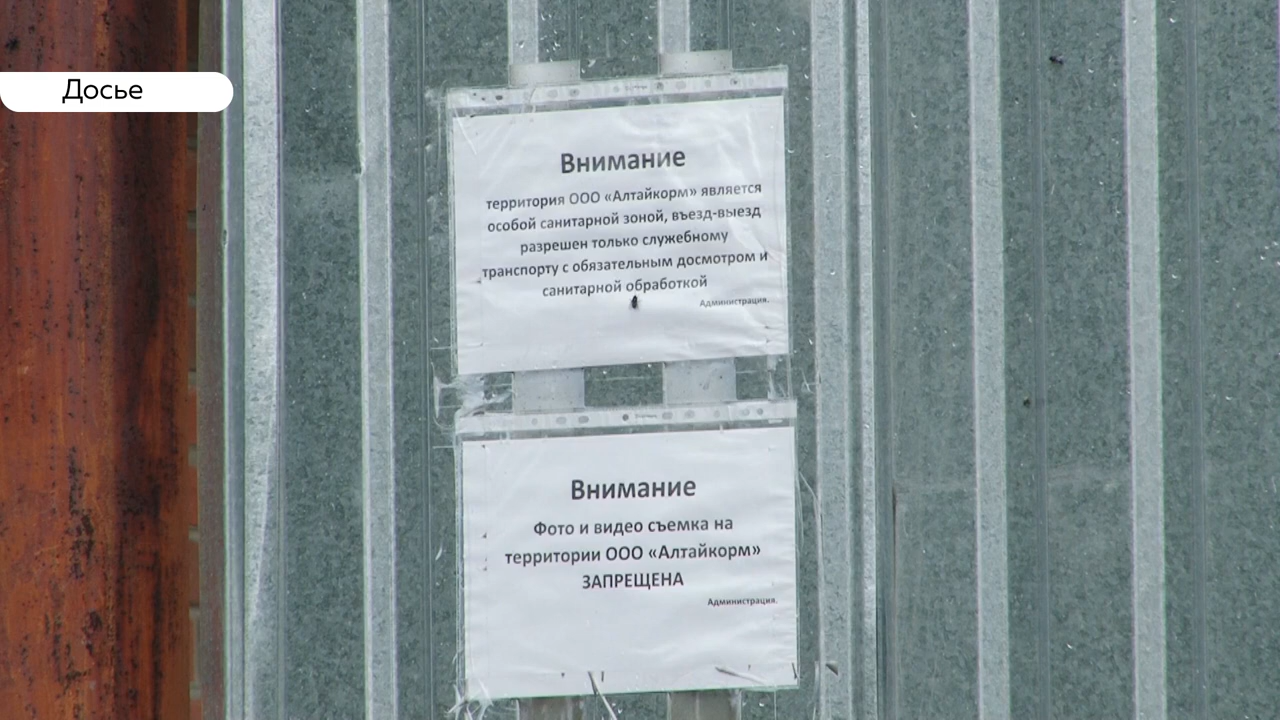 Досье
Внимание
территория ООО «Алтайкорм» является
особой санитарной зоной, въезд-выезд
разрешен только служебному
транспорту с обязательным досмотром и
санитарной обработкой
Администрация.
Внимание
Фото и видео съемка на
территории ООО «Алтайкорм»
ЗАПРЕЩЕНА
Администрация.